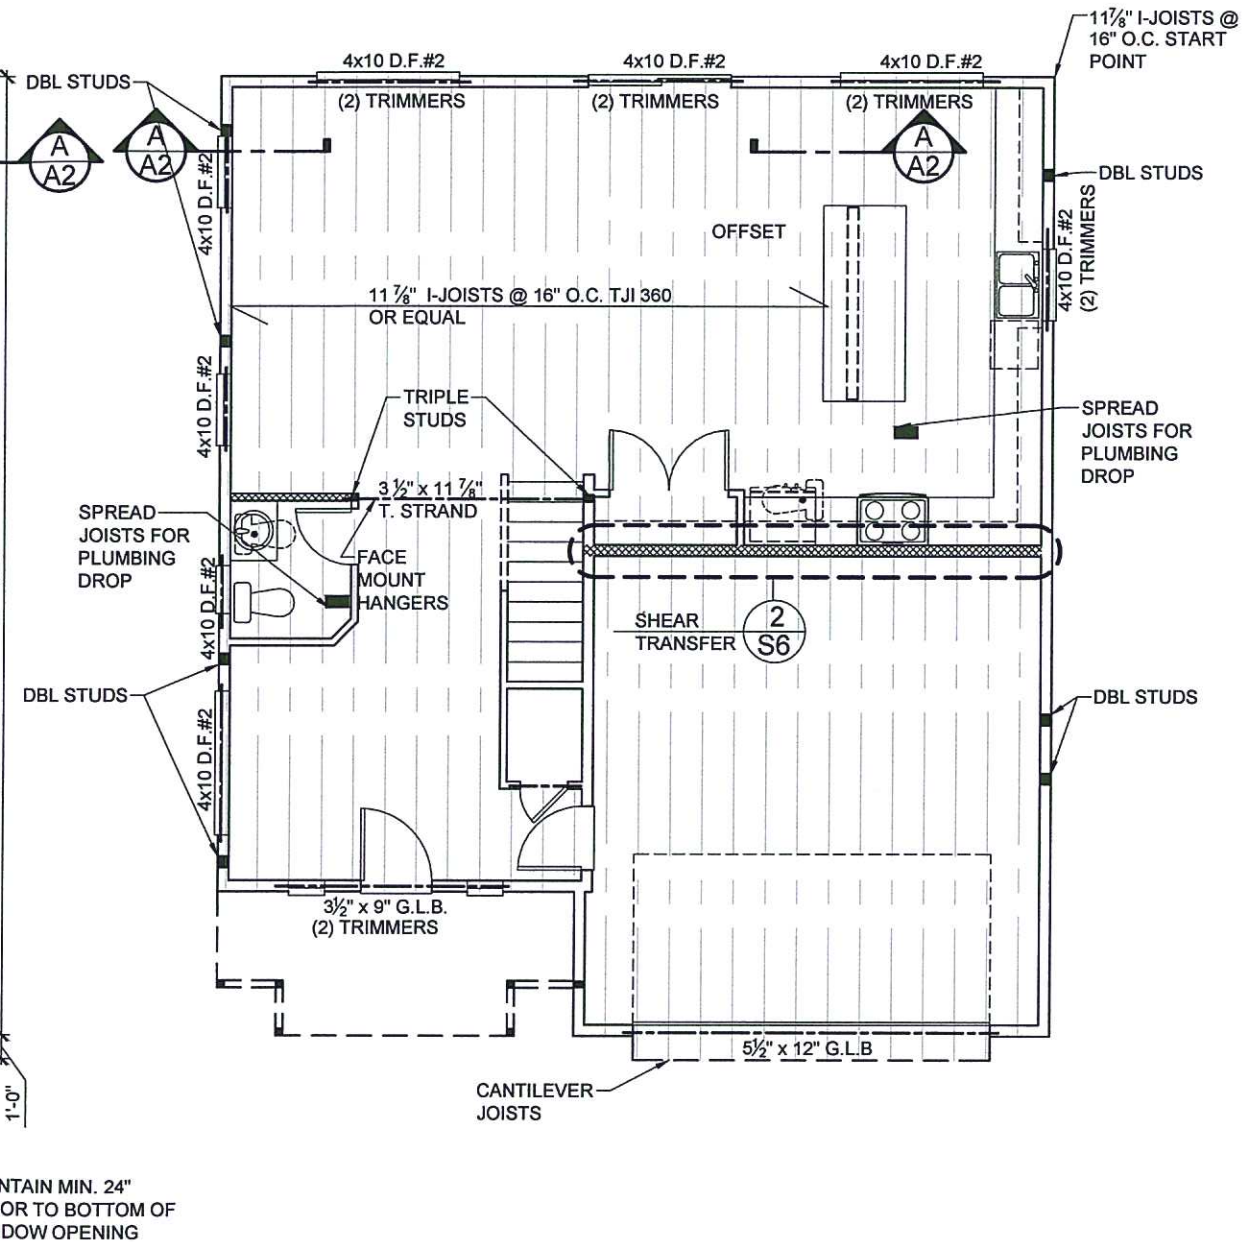 11⅞" I-JOISTS @
16" O.C. START
POINT
4x10 D.F.#2
4x10 D.F.#2
4x10 D.F.#2
DBL STUDS
(2) TRIMMERS
(2) TRIMMERS
(2) TRIMMERS
A
A2
A
A2
A
A2
DBL STUDS
4x10 D.F.#2
4x10 D.F.#2
(2) TRIMMERS
OFFSET
11 ⅞" I-JOISTS @ 16" O.C. TJI 360
OR EQUAL
4x10 D.F.#2
TRIPLE
STUDS
SPREAD
JOISTS FOR
PLUMBING
DROP
3 ½" x 11 ⅞"
T. STRAND
SPREAD
JOISTS FOR
PLUMBING
DROP
FACE
MOUNT
HANGERS
4x10 D.F.#2
SHEAR
TRANSFER
2
S6
DBL STUDS
DBL STUDS
4x10 D.F.#2
3½" x 9" G.L.B.
(2) TRIMMERS
5½" x 12" G.L.B
CANTILEVER
JOISTS
1'-0"
NTAIN MIN. 24"
OR TO BOTTOM OF
DOW OPENING